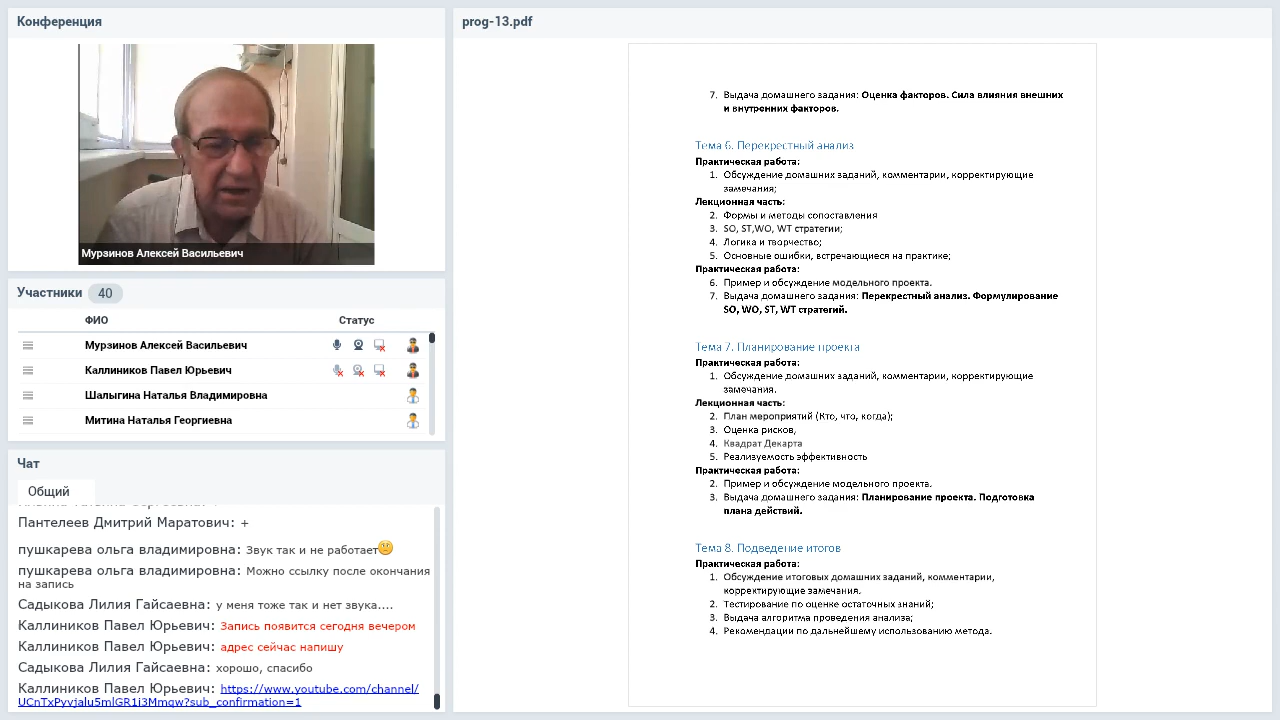 Конференция
Мурзинов Алексей Васильевич
Участники 40
ФИО Статус
Мурзинов Алексей Васильевич
Каллиников Павел Юрьевич
Шалыгина Наталья Владимировна
Митина Наталья Георгиевна
Чат
Общий
Пантелеев Дмитрий Маратович: +
пушкарева ольга владимировна: Звук так и не работает
пушкарева ольга владимировна: Можно ссылку после окончания
на запись
Садыкова Лилия Гайсаевна: у меня тоже так и нет звука....
Каллиников Павел Юрьевич: Запись появится сегодня вечером
Каллиников Павел Юрьевич: адрес сейчас напишу
Садыкова Лилия Гайсаевна: хорошо, спасибо
Каллиников Павел Юрьевич: https://www.youtube.com/channel/
UCnTxPyvjalu5mlGR1i3Mmqw?sub_confirmation=1
prog-13.pdf
7. Выдача домашнего задания: Оценка факторов. Сила влияния внешних
и внутренних факторов.
Тема 6. Перекрестный анализ
Практическая работа:
1. Обсуждение домашних заданий, комментарии, корректирующие
замечания;
Лекционная часть:
2. Формы и методы сопоставления
3. SO, ST,WO, WT стратегии;
4. Логика и творчество;
5. Основные ошибки, встречающиеся на практике;
Практическая работа:
6. Пример и обсуждение модельного проекта.
7. Выдача домашнего задания: Перекрестный анализ. Формулирование
SO, WO, ST, WT стратегий.
Тема 7. Планирование проекта
Практическая работа:
1. Обсуждение домашних заданий, комментарии, корректирующие
замечания.
Лекционная часть:
2. План мероприятий (Кто, что, когда);
3. Оценка рисков,
4. Квадрат Декарта
5. Реализуемость эффективность
Практическая работа:
2. Пример и обсуждение модельного проекта.
3. Выдача домашнего задания: Планирование проекта. Подготовка
плана действий.
Тема 8. Подведение итогов
Практическая работа:
1. Обсуждение итоговых домашних заданий, комментарии,
корректирующие замечания.
2. Тестирование по оценке остаточных знаний;
3. Выдача алгоритма проведения анализа;
4. Рекомендации по дальнейшему использованию метода.